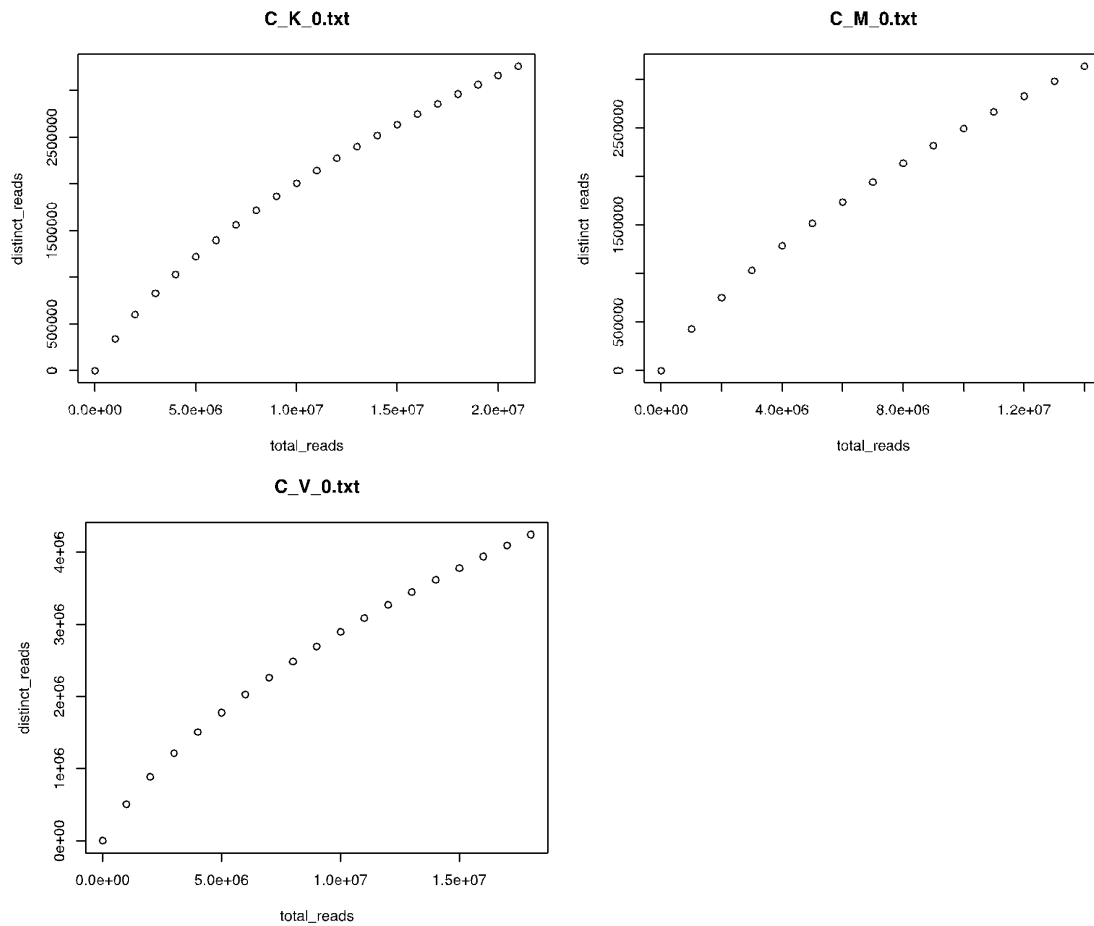 C_K_0.txt
distinct_reads
2500000
1500000
500000
0
0.0e+00 5.0e+06 1.0e+07 1.5e+07 2.0e+07
total_reads
C_M_0.txt
distinct_reads
2500000
1500000
500000
0
0.0e+00 4.0e+06 8.0e+06 1.2e+07
total_reads
C_V_0.txt
distinct_reads
4e+06
3e+06
2e+06
1e+06
0e+00
0.0e+00 5.0e+06 1.0e+07 1.5e+07
total_reads